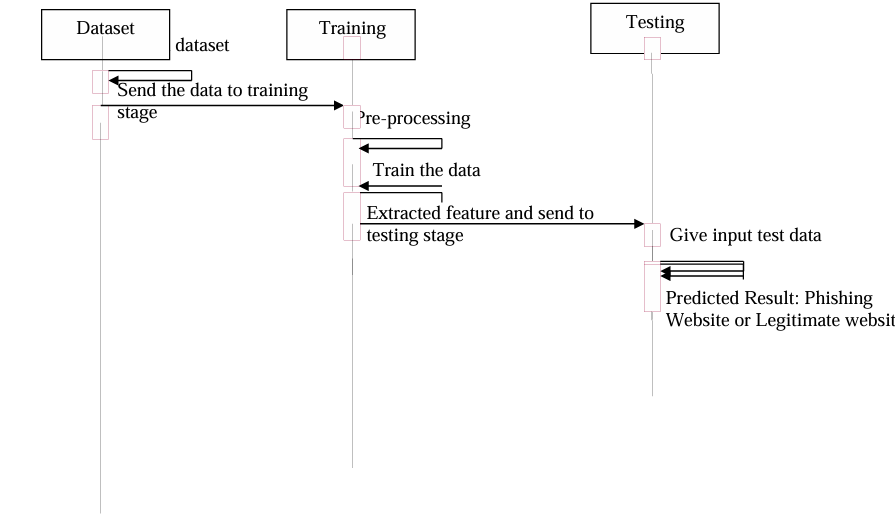 Dataset
Training
Testing
dataset
Send the data to training
stage
Pre-processing
Train the data
Extracted feature and send to
testing stage
Give input test data
Predicted Result: Phishing
Website or Legitimate websit